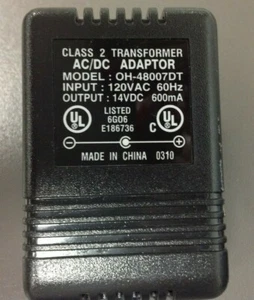 CLASS 2 TRANSFORMER
AC/DC ADAPTOR
MODEL : OH-48007DT
INPUT : 120VAC 60Hz
OUTPUT : 14VDC 600mA
LISTED
6G06
E186736
UL
C UL
MADE IN CHINA 0310